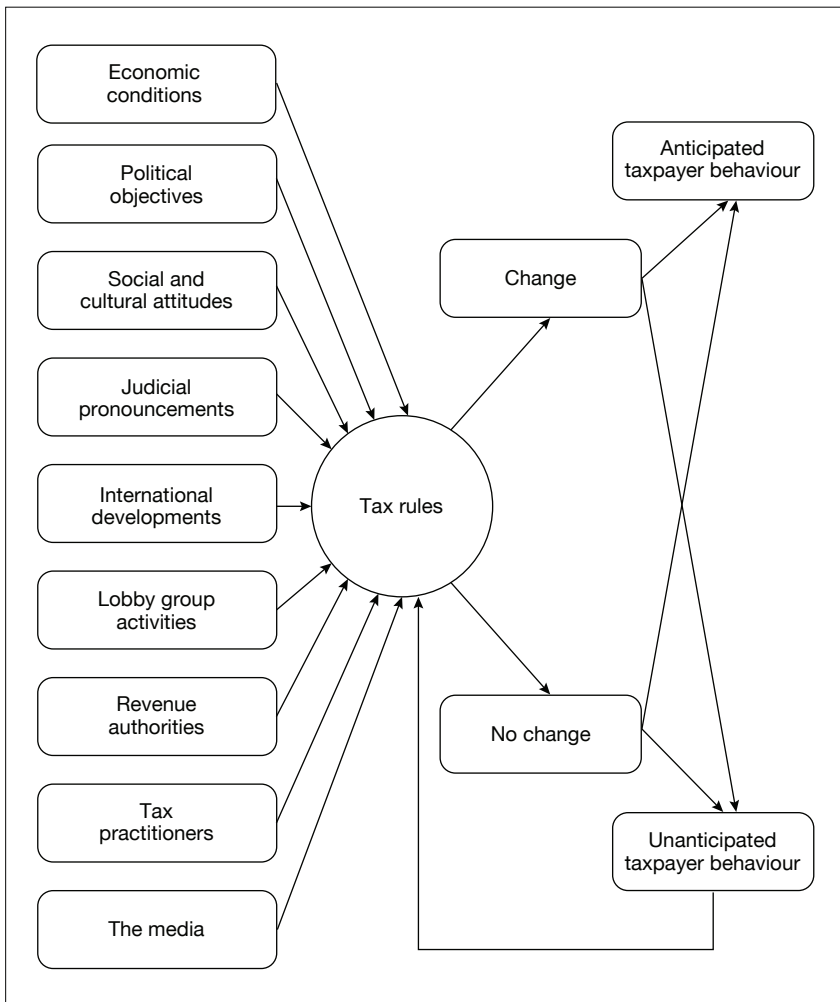 Economic
conditions
Political
objectives
Social and
cultural attitudes
Judicial
pronouncements
International
developments
Lobby group
activities
Revenue
authorities
Tax
practitioners
The media
Tax rules
Change
No change
Anticipated
taxpayer behaviour
Unanticipated
taxpayer behaviour